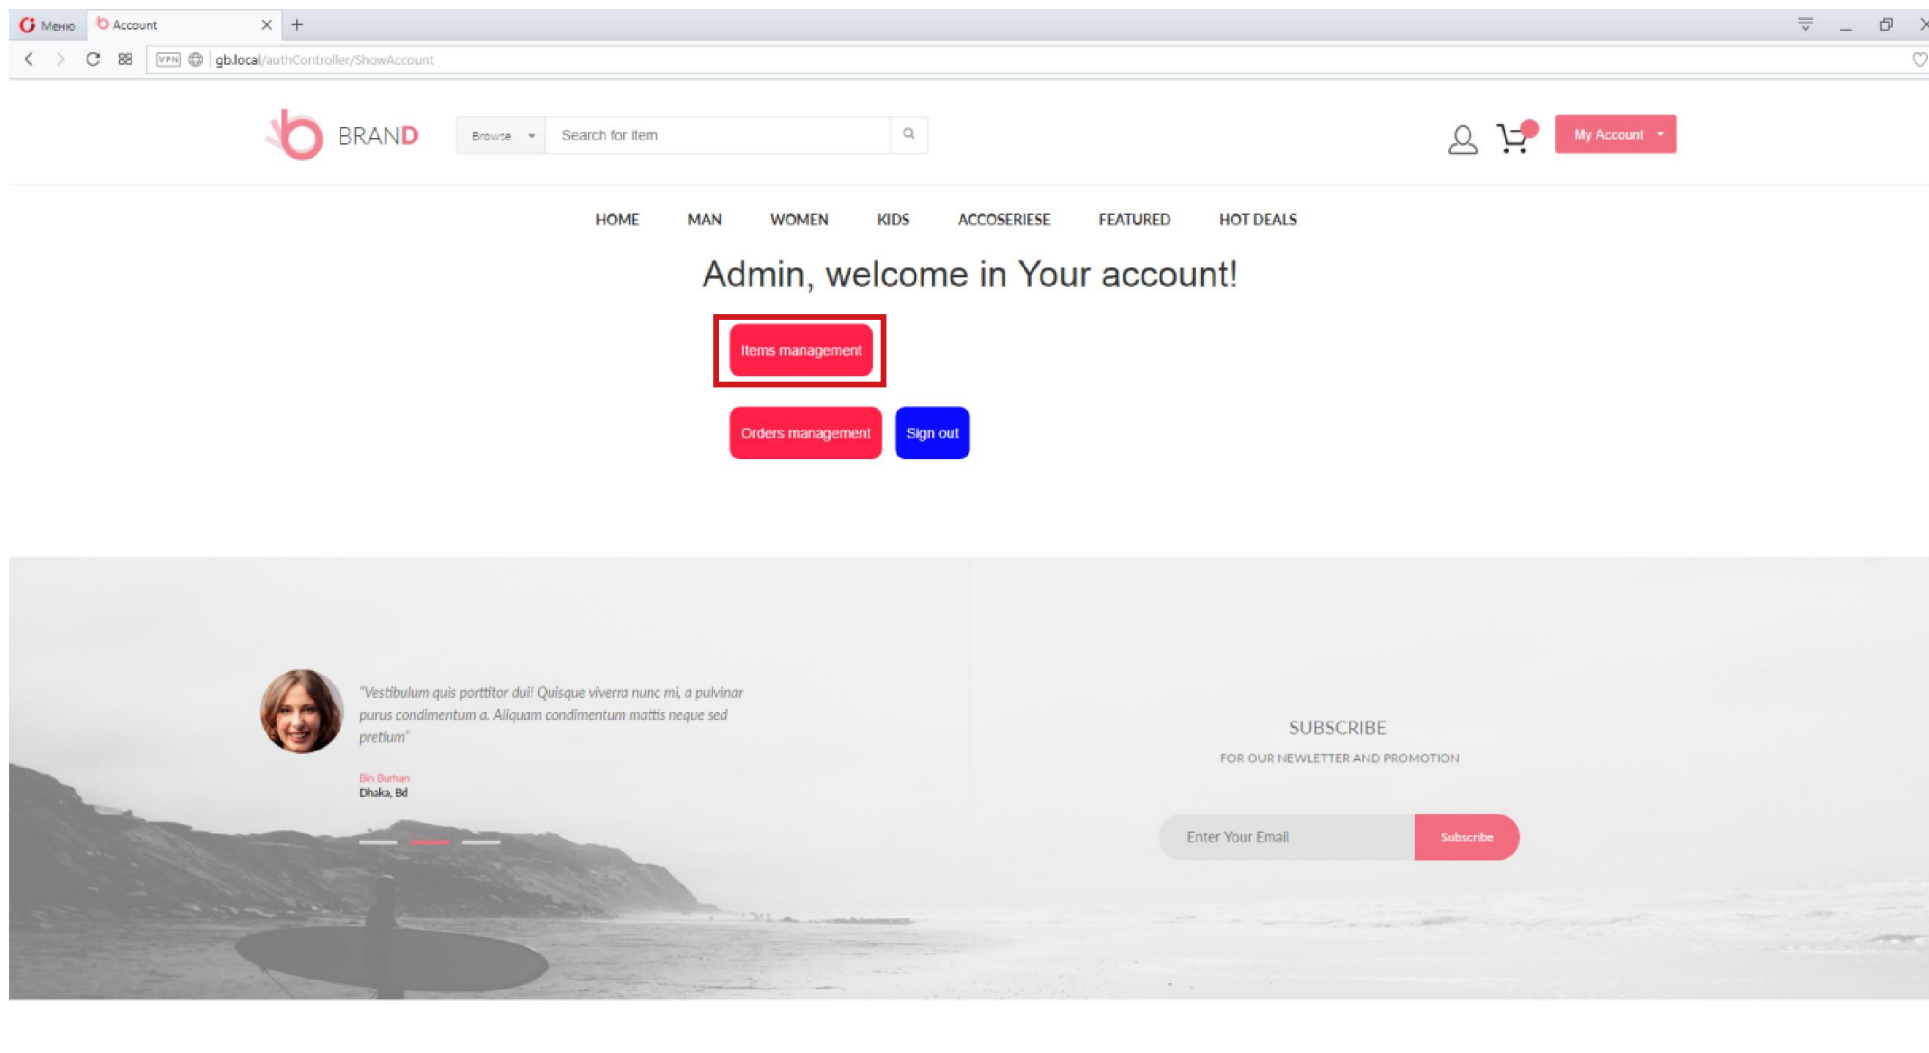 Меню Account
VPN gb.local/authController/ShowAccount
BRAND Browse Search for item My Account
HOME MAN WOMEN KIDS ACCOSERIESE FEATURED HOT DEALS
Admin, welcome in Your account!
Items management
Orders management Sign out
"Vestibulum quis porttitor dui! Quisque viverra nunc mi, a pulvinar
purus condimentum a. Aliquam condimentum mattis neque sed
pretium"
Bin Burhan
Dhaka, Bd
SUBSCRIBE
FOR OUR NEWLETTER AND PROMOTION
Enter Your Email Subscribe